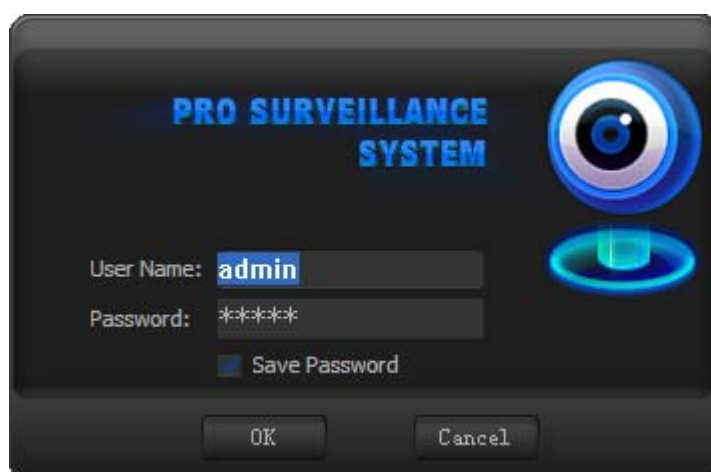 PRO SURVEILLANCE
SYSTEM
User Name: admin
Password: *****
Save Password
OK Cancel